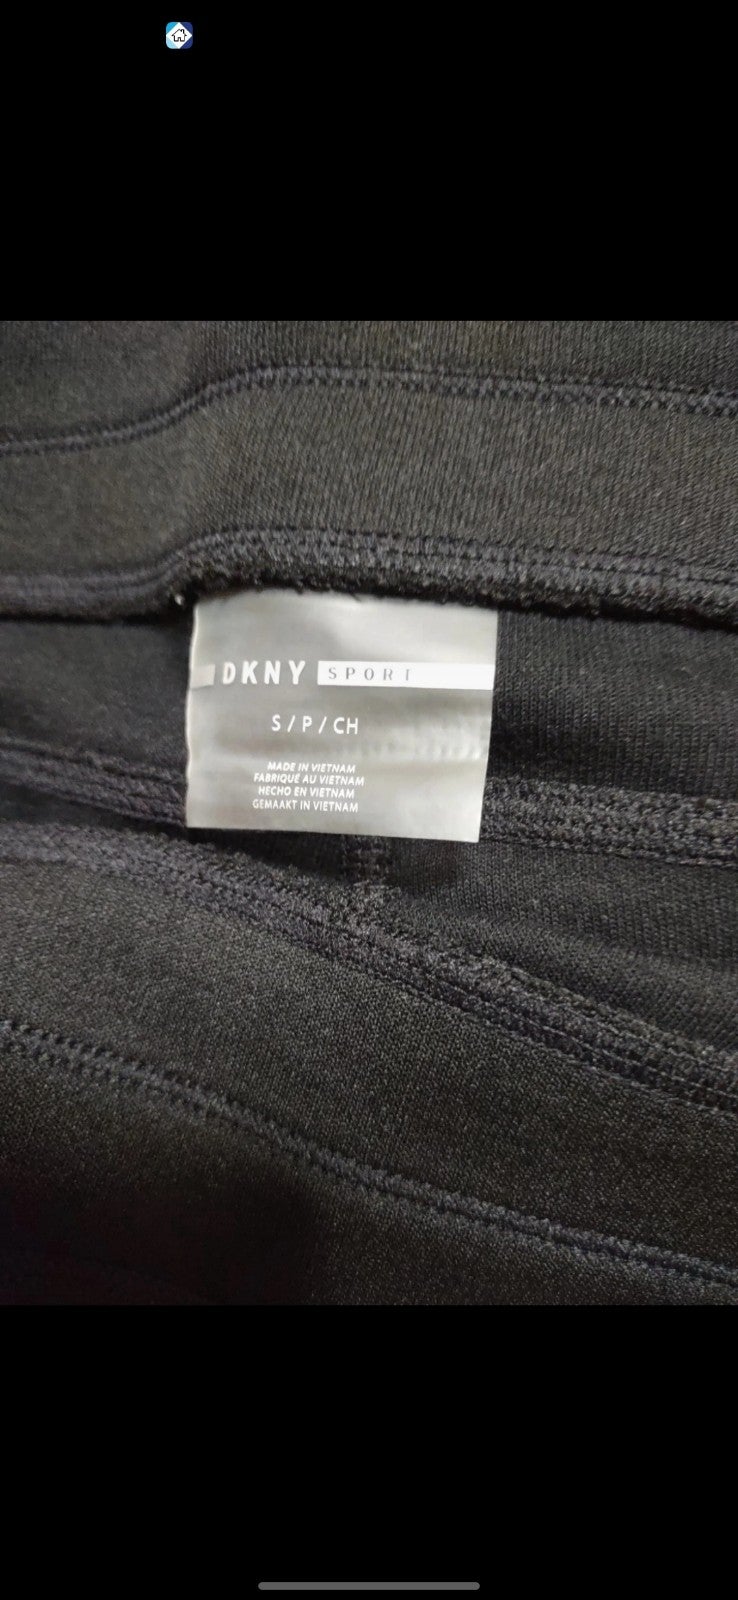 DKNY SPORT
S / P / CH
MADE IN VIETNAM
FABRIQUÉ AU VIETNAM
HECHO EN VIETNAM
GEMAAKT IN VIETNAM